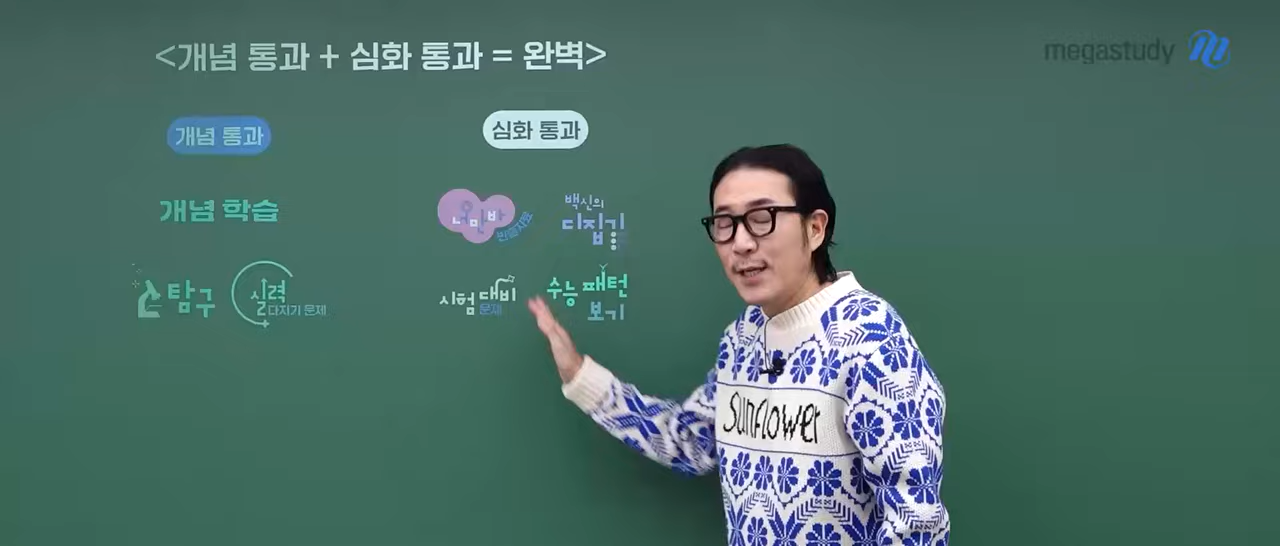 <개념 통과 + 심화 통과 = 완벽>
megastudy
개념 통과
심화 통과
개념 학습
백신의
디집기
탐구
실력
다지기 문제
시험 대비
문제
수능 패턴
보기
Sunflower